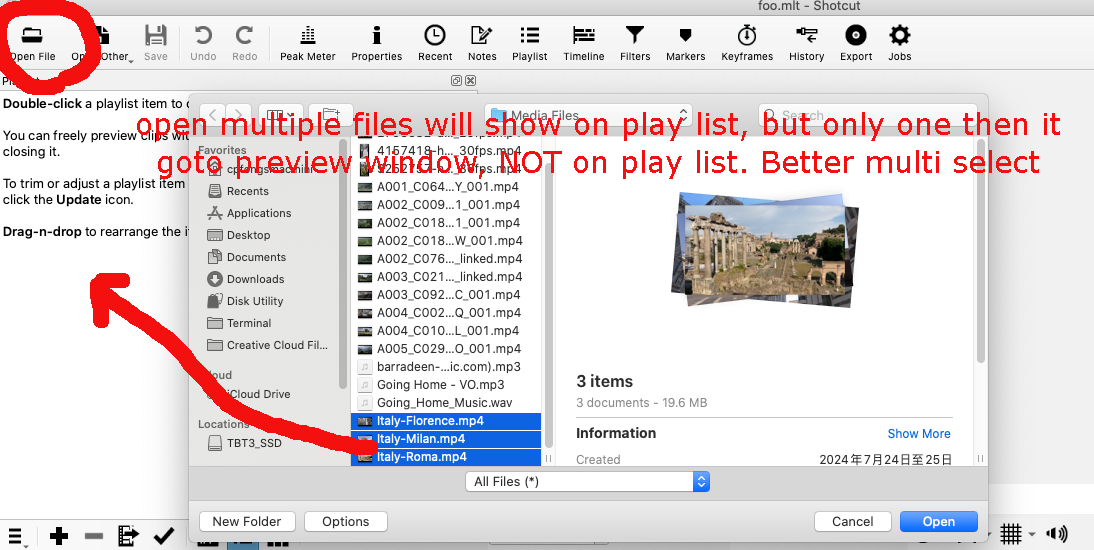 foo.mlt - Shotcut
Open File
Other
Save
Undo
Redo
Peak Meter
Properties
Recent
Notes
Playlist
Timeline
Filters
Markers
Keyframes
History
Export
Jobs
Double-click a playlist item to
You can freely preview clips
closing it.
To trim or adjust a playlist item
click the Update icon.
Drag-n-drop to rearrange the
Media Files
Search
open multiple files will show on play list, but only one then it
goto preview window, NOT on play list. Better multi select
Favorites
Recents
Applications
Desktop
Documents
Downloads
Disk Utility
Terminal
Creative Cloud Fil...
iCloud Drive
Locations
TBT3_SSD
4157418-h..._30fps.mp4
A001_C064...Y_001.mp4
A002_C009...1_001.mp4
A002_C018...1_001.mp4
A002_C018...W_001.mp4
A002_C076..._linked.mp4
A003_C021..._linked.mp4
A003_C092...C_001.mp4
A004_C002...Q_001.mp4
A004_C010...L_001.mp4
A005_C029...O_001.mp4
barradeen-...ic.com).mp3
Going Home - VO.mp3
Going_Home_Music.wav
Italy-Florence.mp4
Italy-Milan.mp4
Italy-Roma.mp4
3 items
3 documents - 19.6 MB
Information
Show More
Created
2024年7月24日至25日
All Files (*)
New Folder
Options
Cancel
Open